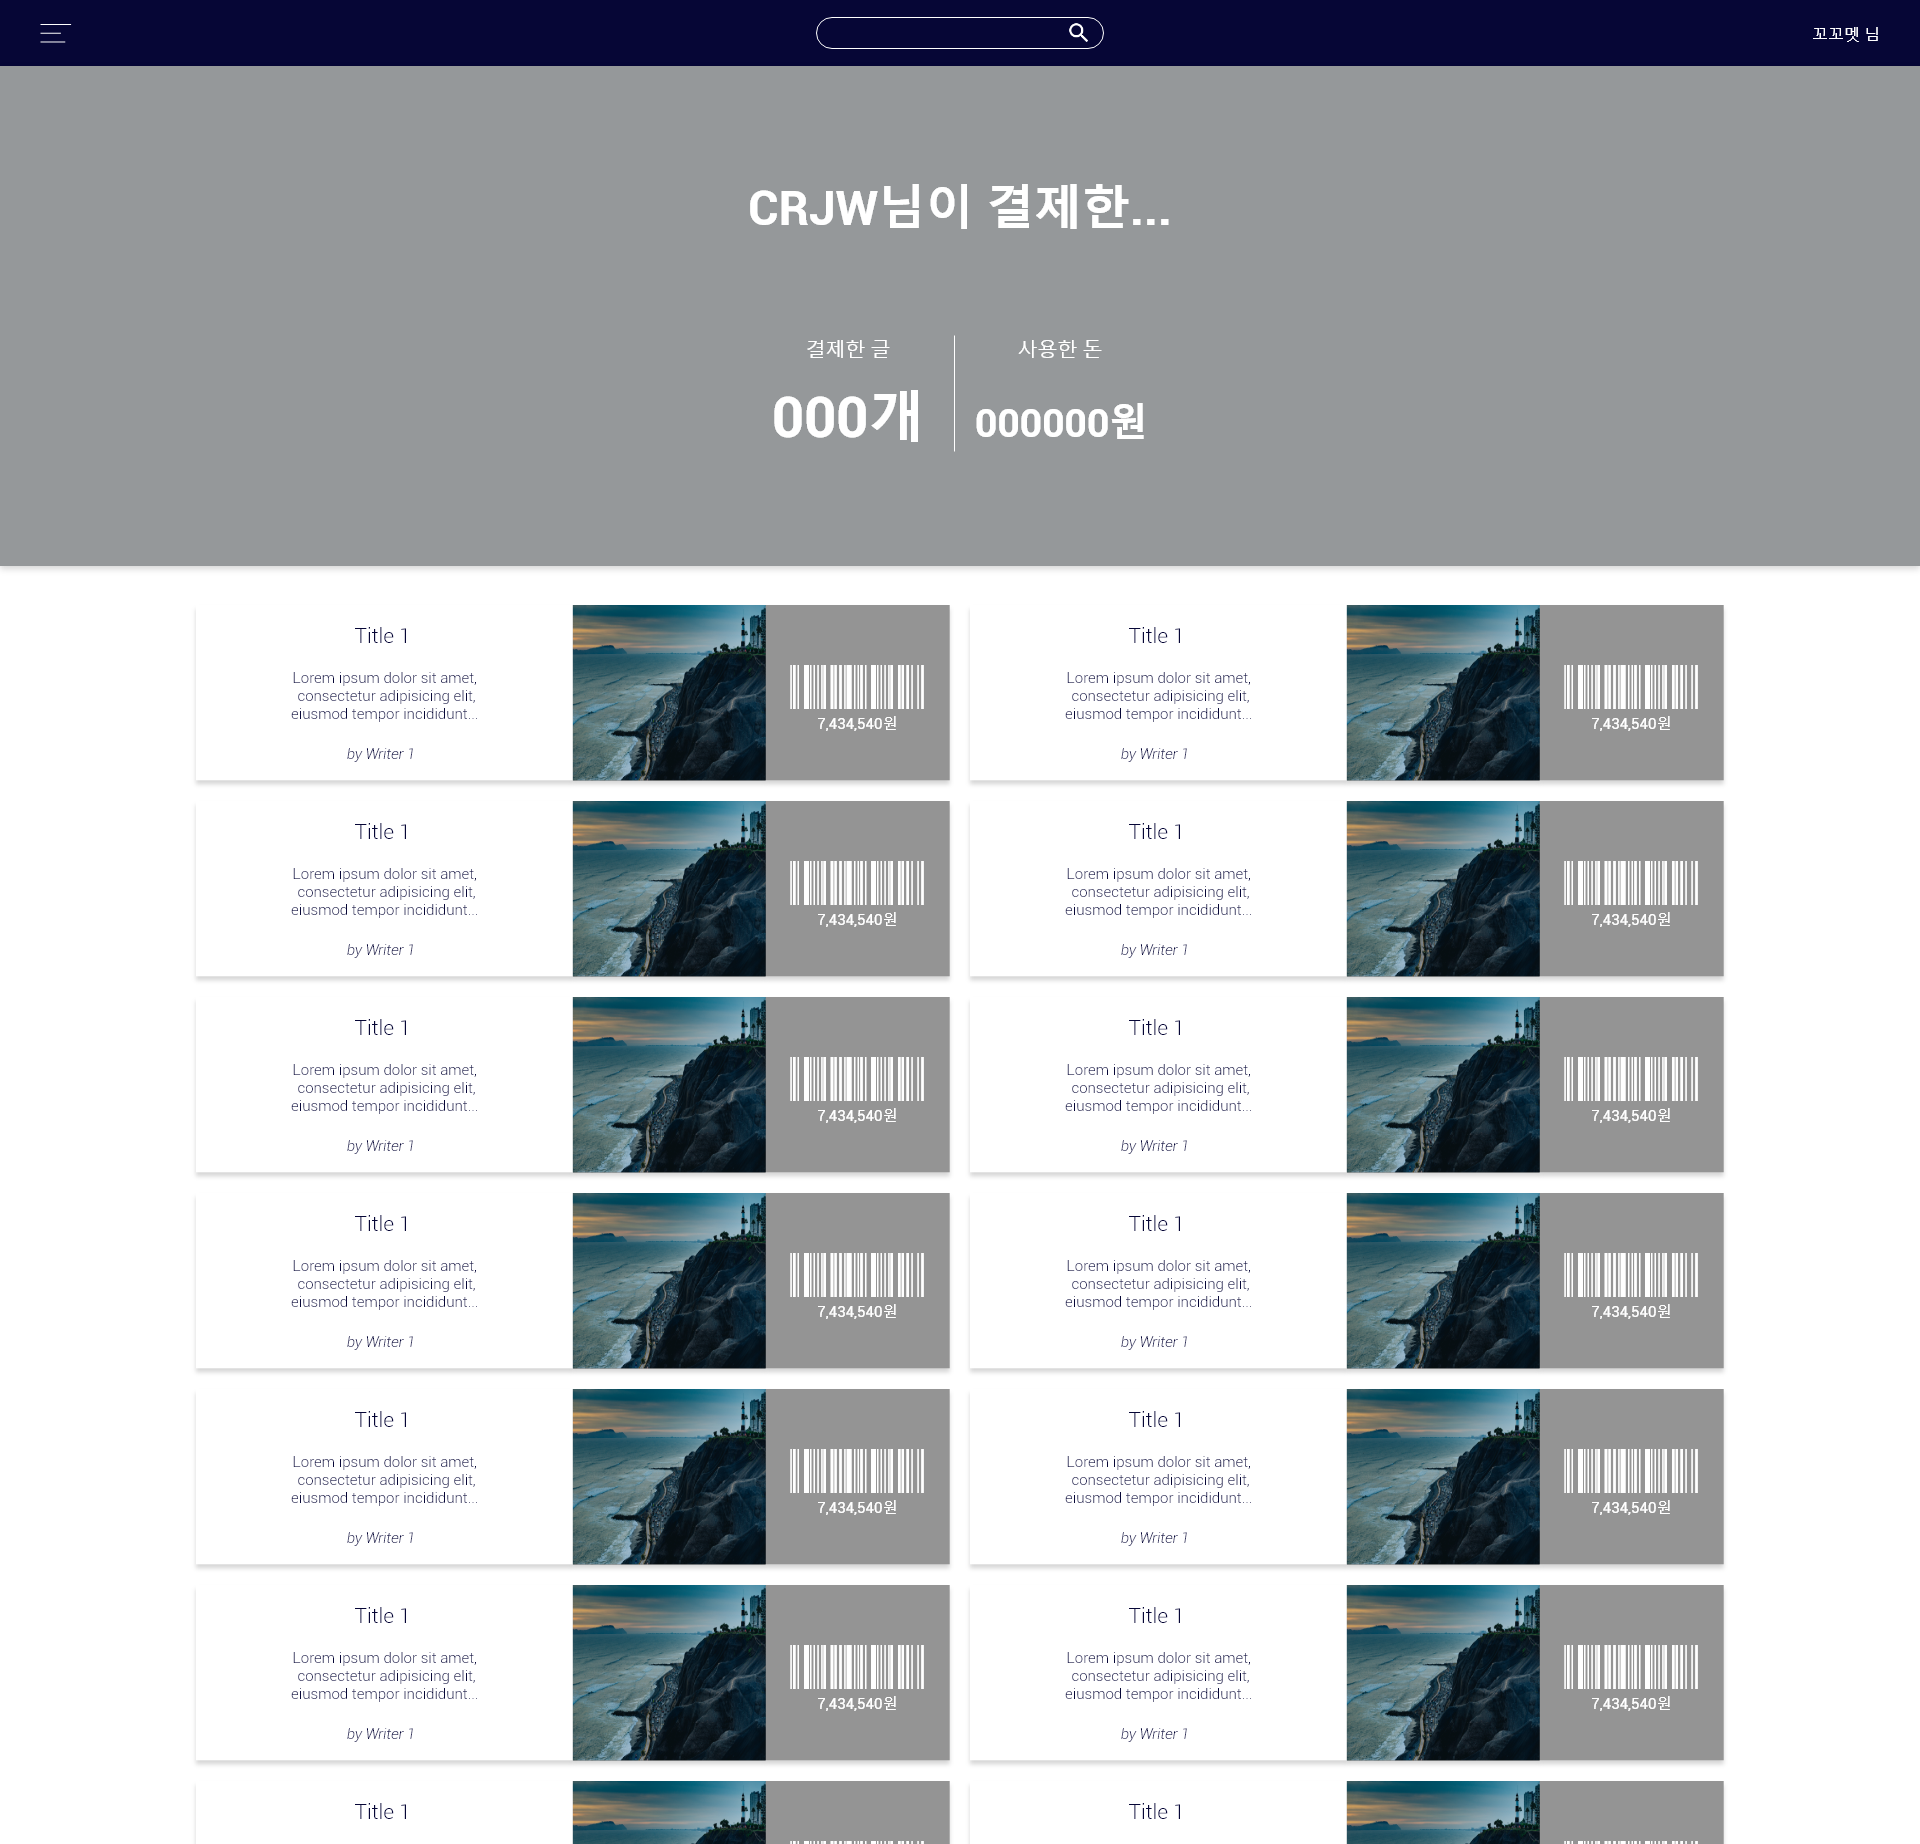 꼬꼬멧 님
CRJW님이 결제한...
결제한 글
000개
사용한 돈
000000원
Title 1
Lorem ipsum dolor sit amet,
consectetur adipisicing elit,
eiusmod tempor incididunt...
by Writer 1
7,434,540원
Title 1
Lorem ipsum dolor sit amet,
consectetur adipisicing elit,
eiusmod tempor incididunt...
by Writer 1
7,434,540원
Title 1
Lorem ipsum dolor sit amet,
consectetur adipisicing elit,
eiusmod tempor incididunt...
by Writer 1
7,434,540원
Title 1
Lorem ipsum dolor sit amet,
consectetur adipisicing elit,
eiusmod tempor incididunt...
by Writer 1
7,434,540원
Title 1
Lorem ipsum dolor sit amet,
consectetur adipisicing elit,
eiusmod tempor incididunt...
by Writer 1
7,434,540원
Title 1
Lorem ipsum dolor sit amet,
consectetur adipisicing elit,
eiusmod tempor incididunt...
by Writer 1
7,434,540원
Title 1
Lorem ipsum dolor sit amet,
consectetur adipisicing elit,
eiusmod tempor incididunt...
by Writer 1
7,434,540원
Title 1
Lorem ipsum dolor sit amet,
consectetur adipisicing elit,
eiusmod tempor incididunt...
by Writer 1
7,434,540원
Title 1
Lorem ipsum dolor sit amet,
consectetur adipisicing elit,
eiusmod tempor incididunt...
by Writer 1
7,434,540원
Title 1
Lorem ipsum dolor sit amet,
consectetur adipisicing elit,
eiusmod tempor incididunt...
by Writer 1
7,434,540원
Title 1
Lorem ipsum dolor sit amet,
consectetur adipisicing elit,
eiusmod tempor incididunt...
by Writer 1
7,434,540원
Title 1
Lorem ipsum dolor sit amet,
consectetur adipisicing elit,
eiusmod tempor incididunt...
by Writer 1
7,434,540원
Title 1
Title 1